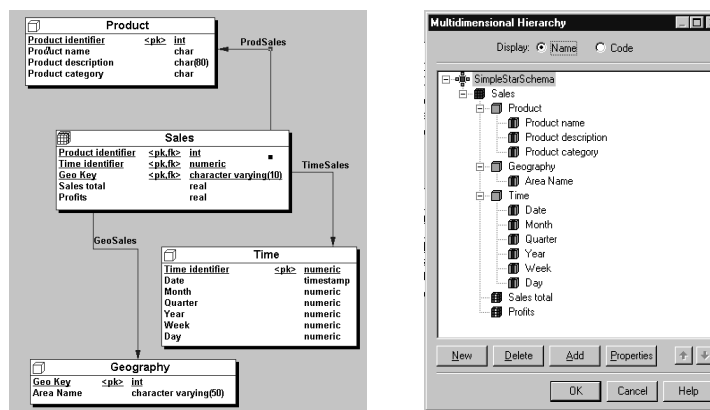 Product
Product identifier <pk> int
Product name char
Product description char(80)
Product category char
ProdSales
Sales
Product identifier <pk,fk> int
Time identifier <pk,fk> numeric
Geo Key <pk,fk> character varying(10)
Sales total real
Profits real
TimeSales
GeoSales
Time
Time identifier <pk> numeric
Date timestamp
Month numeric
Quarter numeric
Year numeric
Week numeric
Day numeric
Geography
Geo Key <pk> int
Area Name character varying(50)
Multidimensional Hierarchy
Display: Name Code
SimpleStarSchema
Sales
Product
Product name
Product description
Product category
Geography
Area Name
Time
Date
Month
Quarter
Year
Week
Day
Sales total
Profits
New Delete Add Properties
OK Cancel Help